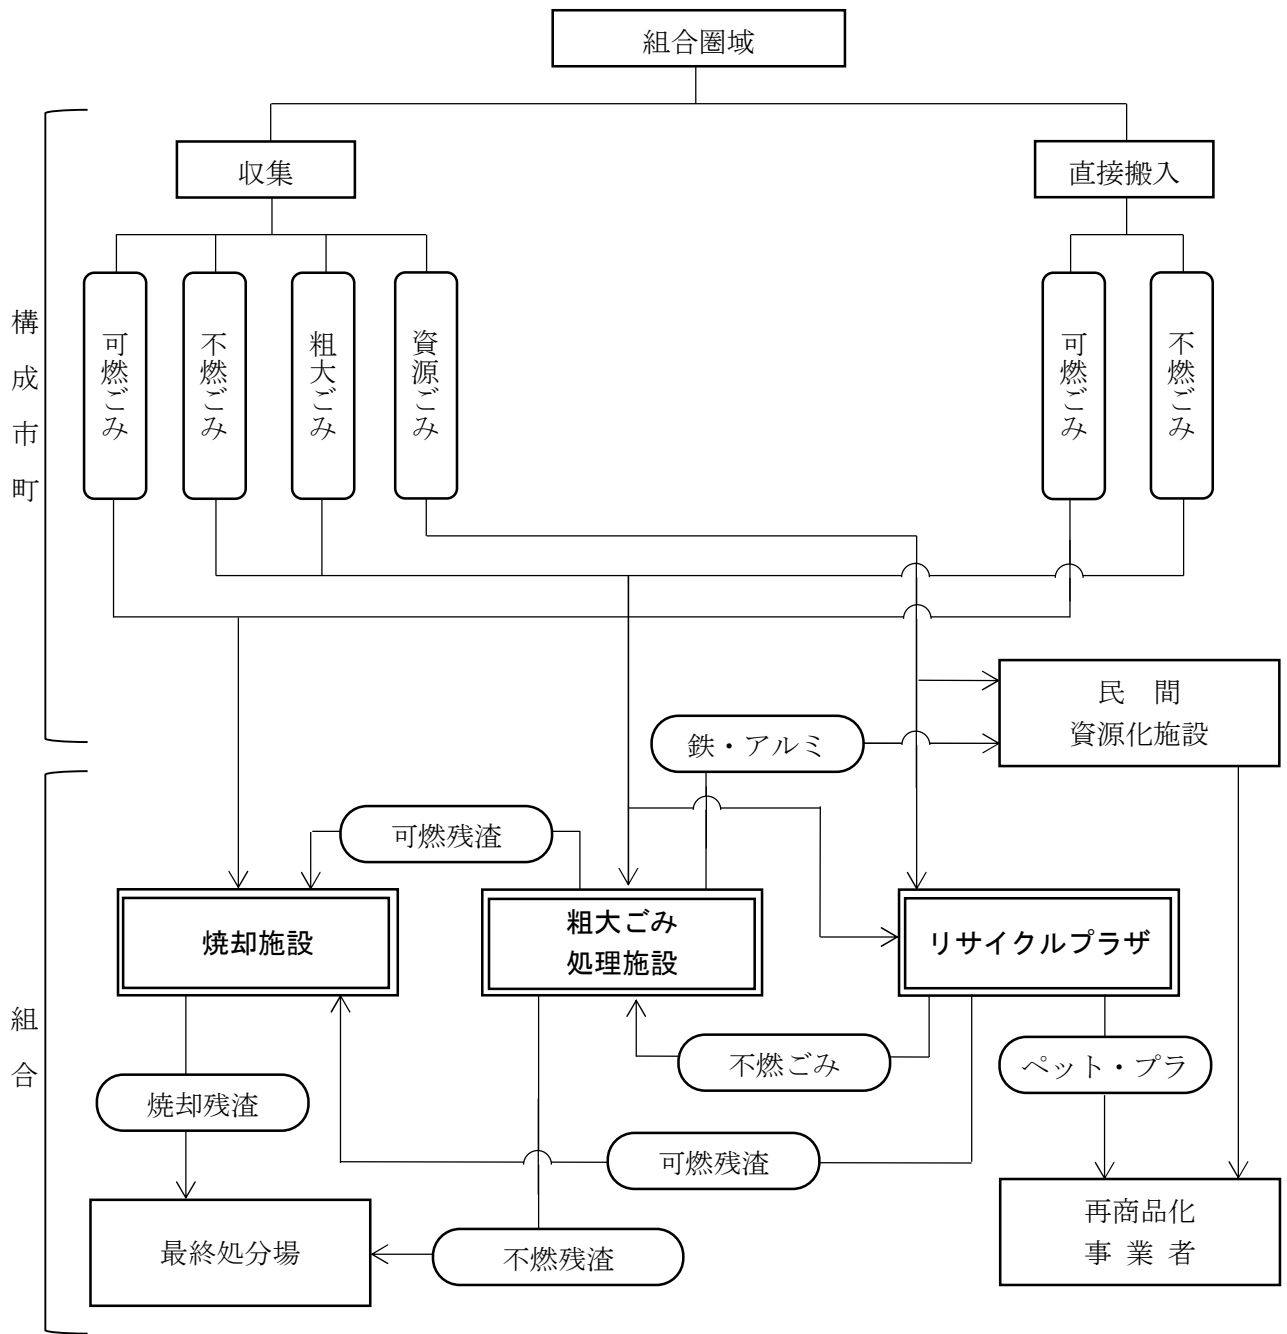 組合圏域
収集
直接搬入
構成市町
可燃ごみ
不燃ごみ
粗大ごみ
資源ごみ
可燃ごみ
不燃ごみ
民　間
資源化施設
鉄・アルミ
可燃残渣
焼却施設
粗大ごみ
処理施設
リサイクルプラザ
組合
不燃ごみ
ペット・プラ
焼却残渣
可燃残渣
最終処分場
不燃残渣
再商品化
事 業 者